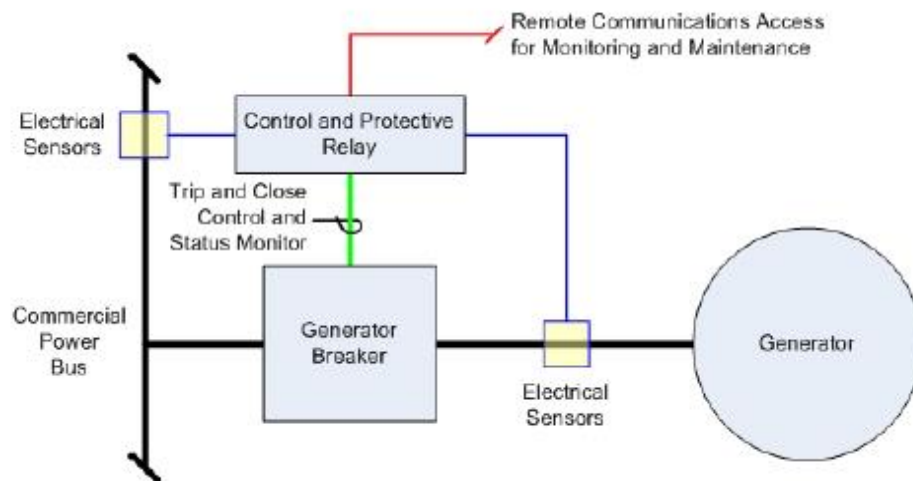 Remote Communications Access
for Monitoring and Maintenance
Electrical
Sensors
Control and Protective
Relay
Trip and Close
Control and
Status Monitor
Commercial
Power
Bus
Generator
Breaker
Generator
Electrical
Sensors